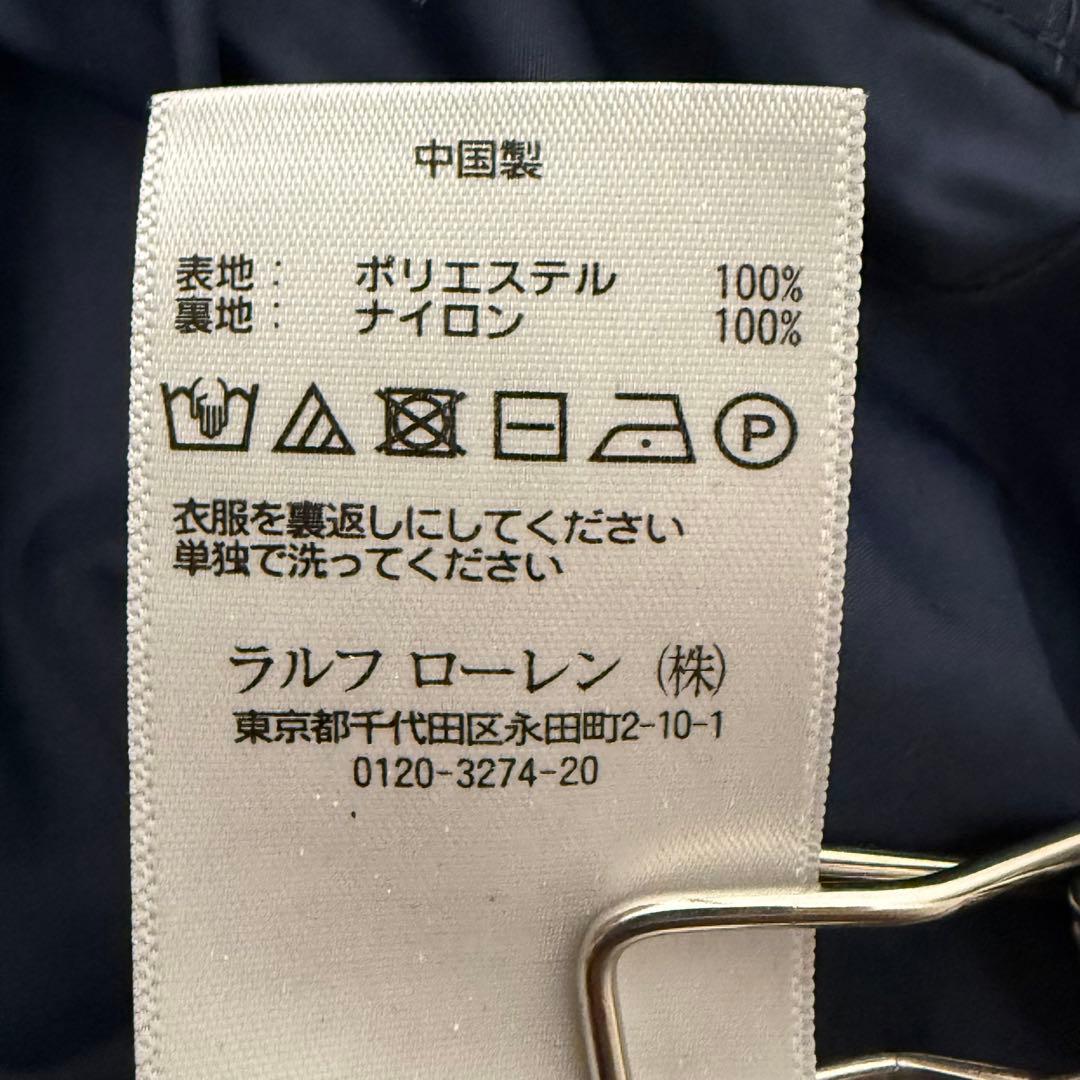 中国製
表地： ポリエステル 100%
裏地： ナイロン 100%
P
衣服を裏返しにしてください
単独で洗ってください
ラルフ ローレン (株)
東京都千代田区永田町2-10-1
0120-3274-20